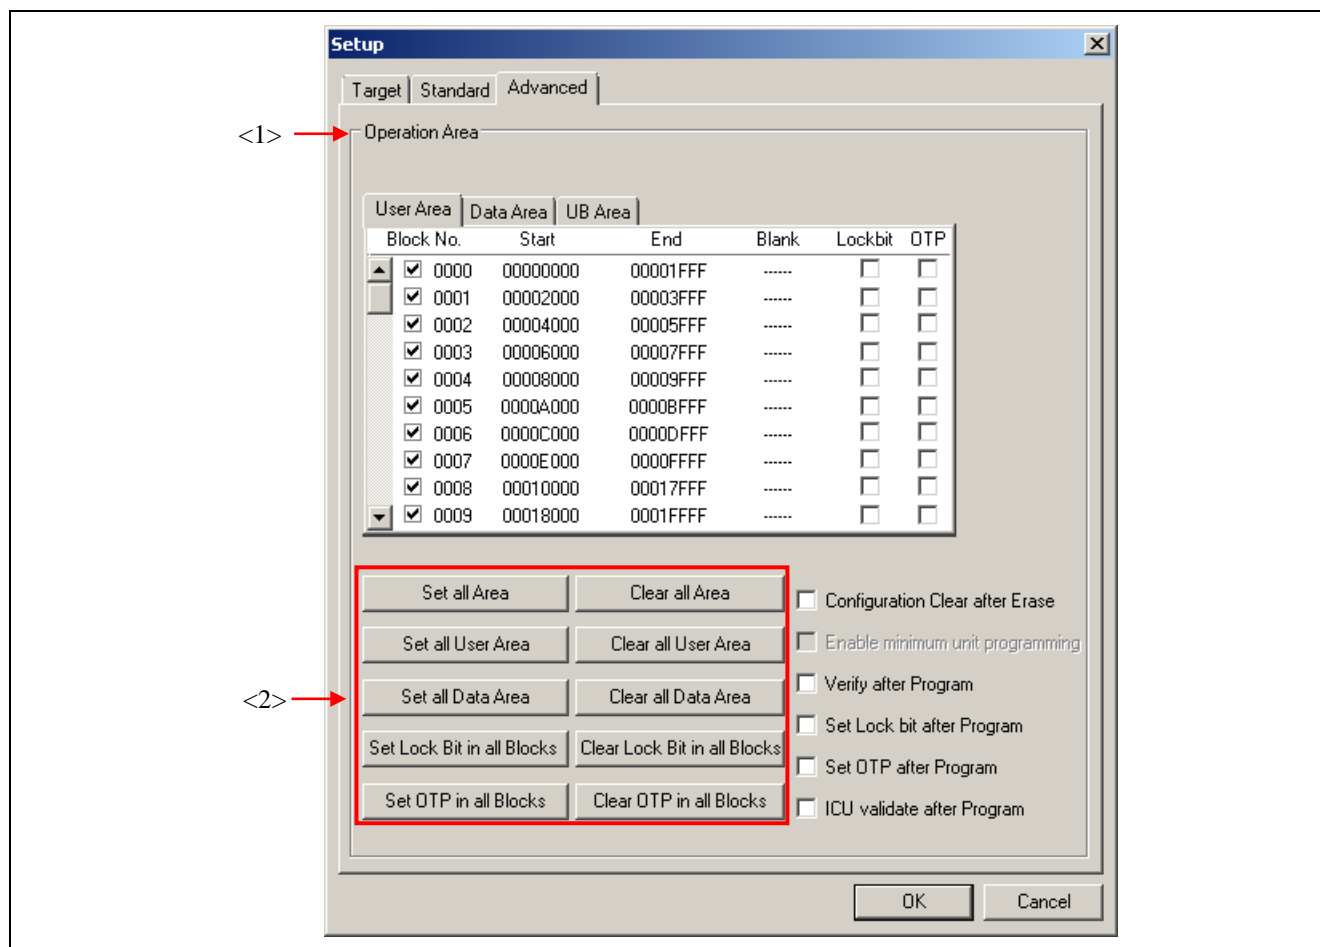 Setup
Target Standard Advanced
<1> Operation Area
User Area Data Area UB Area
Block No. Start End Blank Lockbit OTP
0000 00000000 00001FFF ------
0001 00002000 00003FFF ------
0002 00004000 00005FFF ------
0003 00006000 00007FFF ------
0004 00008000 00009FFF ------
0005 0000A000 0000BFFF ------
0006 0000C000 0000DFFF ------
0007 0000E000 0000FFFF ------
0008 00010000 00017FFF ------
0009 00018000 0001FFFF ------
Set all Area Clear all Area Configuration Clear after Erase
Set all User Area Clear all User Area Enable minimum unit programming
<2> Set all Data Area Clear all Data Area Verify after Program
Set Lock Bit in all Blocks Clear Lock Bit in all Blocks Set Lock bit after Program
Set OTP after Program
Set OTP in all Blocks Clear OTP in all Blocks ICU validate after Program
OK Cancel